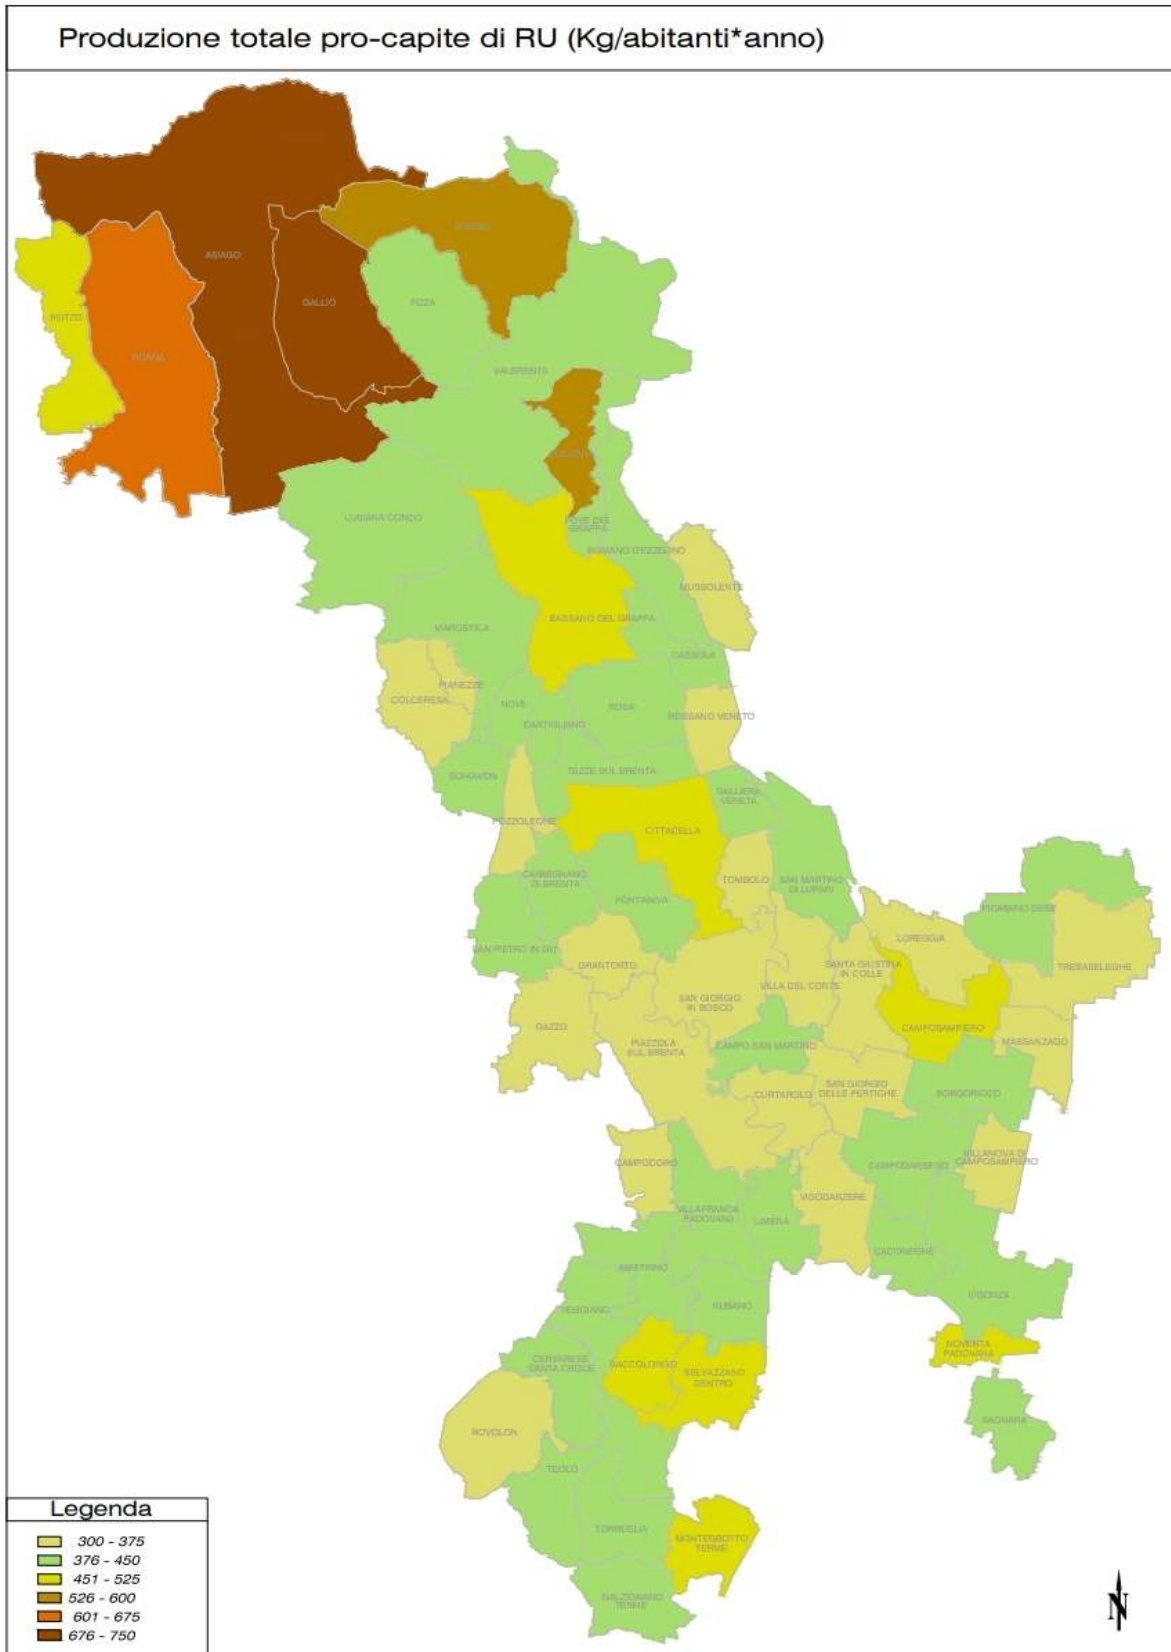 Produzione totale pro-capite di RU (Kg/abitanti*anno)
ENEGO
ASIAGO
GALLIO
FOZA
ROTZO
ROANA
VALBRENTA
SOLAGNA
LUSIANA CONCO
POVE DEL
GRAPPA
ROMANO D'EZZELINO
MUSSOLENTE
BASSANO DEL GRAPPA
MAROSTICA
CASSOLA
PIANEZZE
COLCERESA
NOVE
ROSA'
ROSSANO VENETO
CARTIGLIANO
SCHIAVON
TEZZE SUL BRENTA
GALLIERA
VENETA
POZZOLEONE
CITTADELLA
CARMIGNANO
DI BRENTA
TOMBOLO
SAN MARTINO
DI LUPARI
FONTANIVA
PIOMBINO DESE
SAN PIETRO IN GU'
LOREGGIA
GRANTORTO
SANTA GIUSTINA
IN COLLE
TREBASELEGHE
VILLA DEL CONTE
SAN GIORGIO
IN BOSCO
GAZZO
CAMPOSAMPIERO
PIAZZOLA
SUL BRENTA
CAMPO SAN MARTINO
MASSANZAGO
CURTAROLO
SAN GIORGIO
DELLE PERTICHE
BORGORICCO
CAMPODORO
CAMPODARSEGO
VILLANOVA DI
CAMPOSAMPIERO
VIGODARZERE
VILLAFRANCA
PADOVANA
LIMENA
CADONEGHE
MESTRINO
VIGONZA
RUBANO
VEGGIANO
NOVENTA
PADOVANA
CERVARESE
SANTA CROCE
SACCOLONGO
SELVAZZANO
DENTRO
SAONARA
ROVOLON
TEOLO
TORREGLIA
MONTEGROTTO
TERME
GALZIGNANO
TERME
Legenda
300 - 375
376 - 450
451 - 525
526 - 600
601 - 675
676 - 750
N